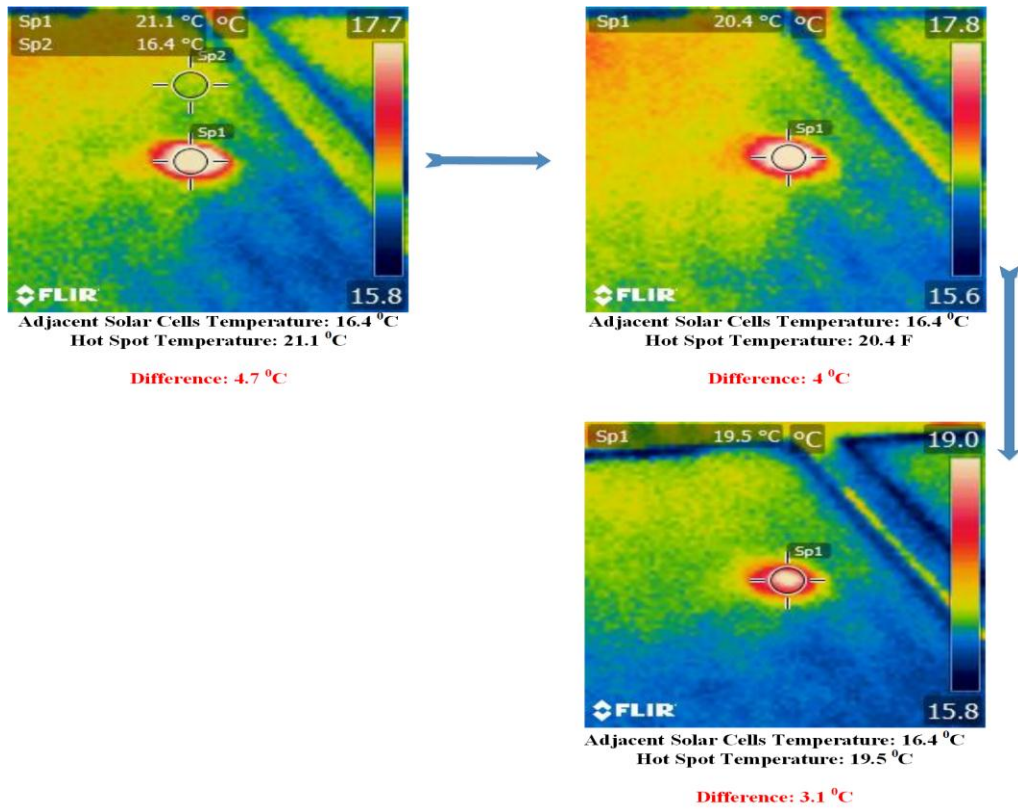 Sp1 21.1 °C °C 17.7
Sp2 16.4 °C
Sp2
Sp1
FLIR 15.8
Adjacent Solar Cells Temperature: 16.4 ⁰C
Hot Spot Temperature: 21.1 ⁰C
Difference: 4.7 ⁰C
Sp1 20.4 °C °C 17.8
Sp1
FLIR 15.6
Adjacent Solar Cells Temperature: 16.4 ⁰C
Hot Spot Temperature: 20.4 F
Difference: 4 ⁰C
Sp1 19.5 °C °C 19.0
Sp1
FLIR 15.8
Adjacent Solar Cells Temperature: 16.4 ⁰C
Hot Spot Temperature: 19.5 ⁰C
Difference: 3.1 ⁰C